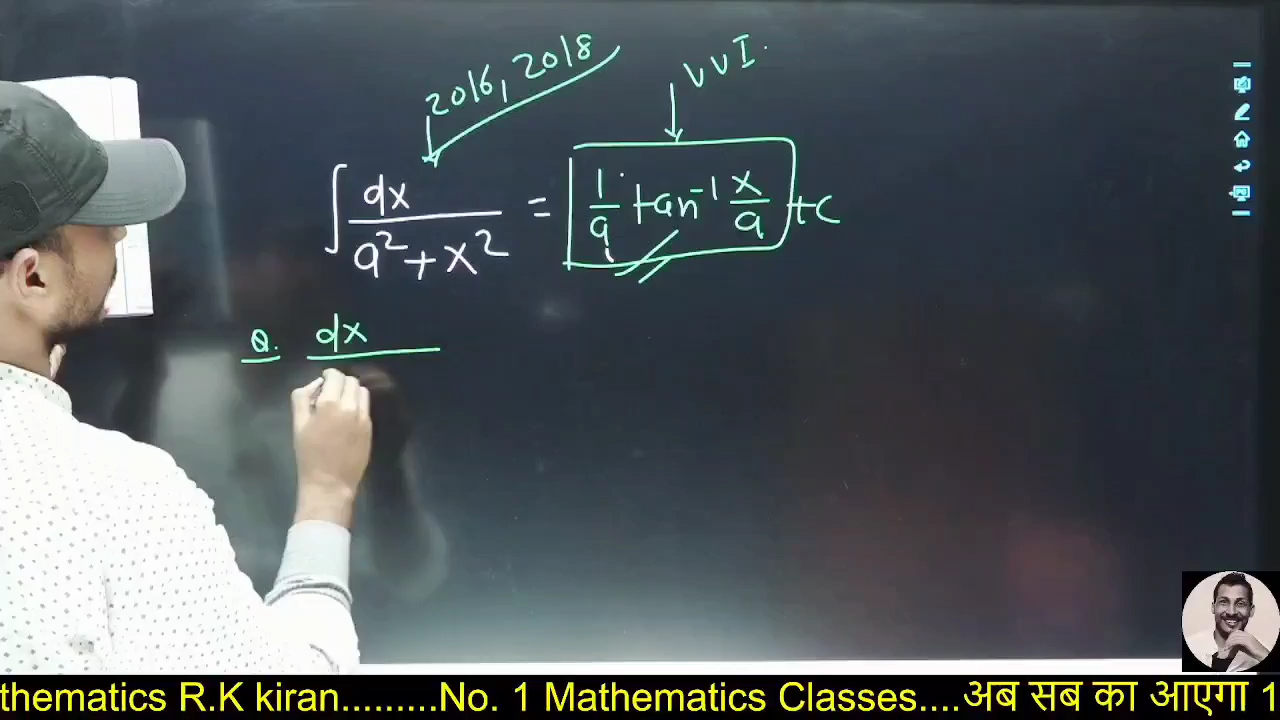 2016, 2018
VVI.
∫ dx / a² + x² = 1/a tan⁻¹ x/a + c
Q. dx
thematics R.K kiran.........No. 1 Mathematics Classes....अब सब का आएगा 1